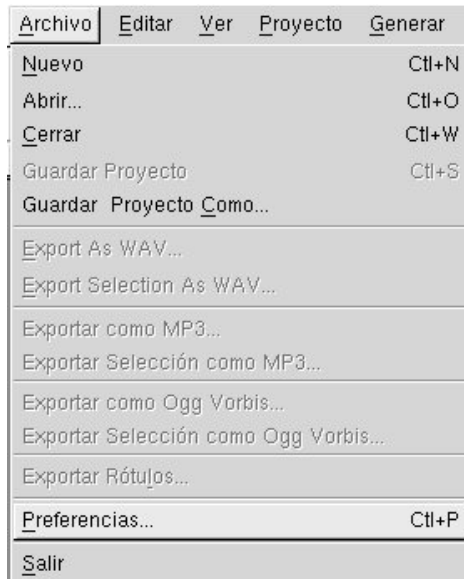 Archivo Editar Ver Proyecto Generar
Nuevo Ctl+N
Abrir... Ctl+O
Cerrar Ctl+W
Guardar Proyecto Ctl+S
Guardar Proyecto Como...
Export As WAV...
Export Selection As WAV...
Exportar como MP3...
Exportar Selección como MP3...
Exportar como Ogg Vorbis...
Exportar Selección como Ogg Vorbis...
Exportar Rótulos...
Preferencias... Ctl+P
Salir